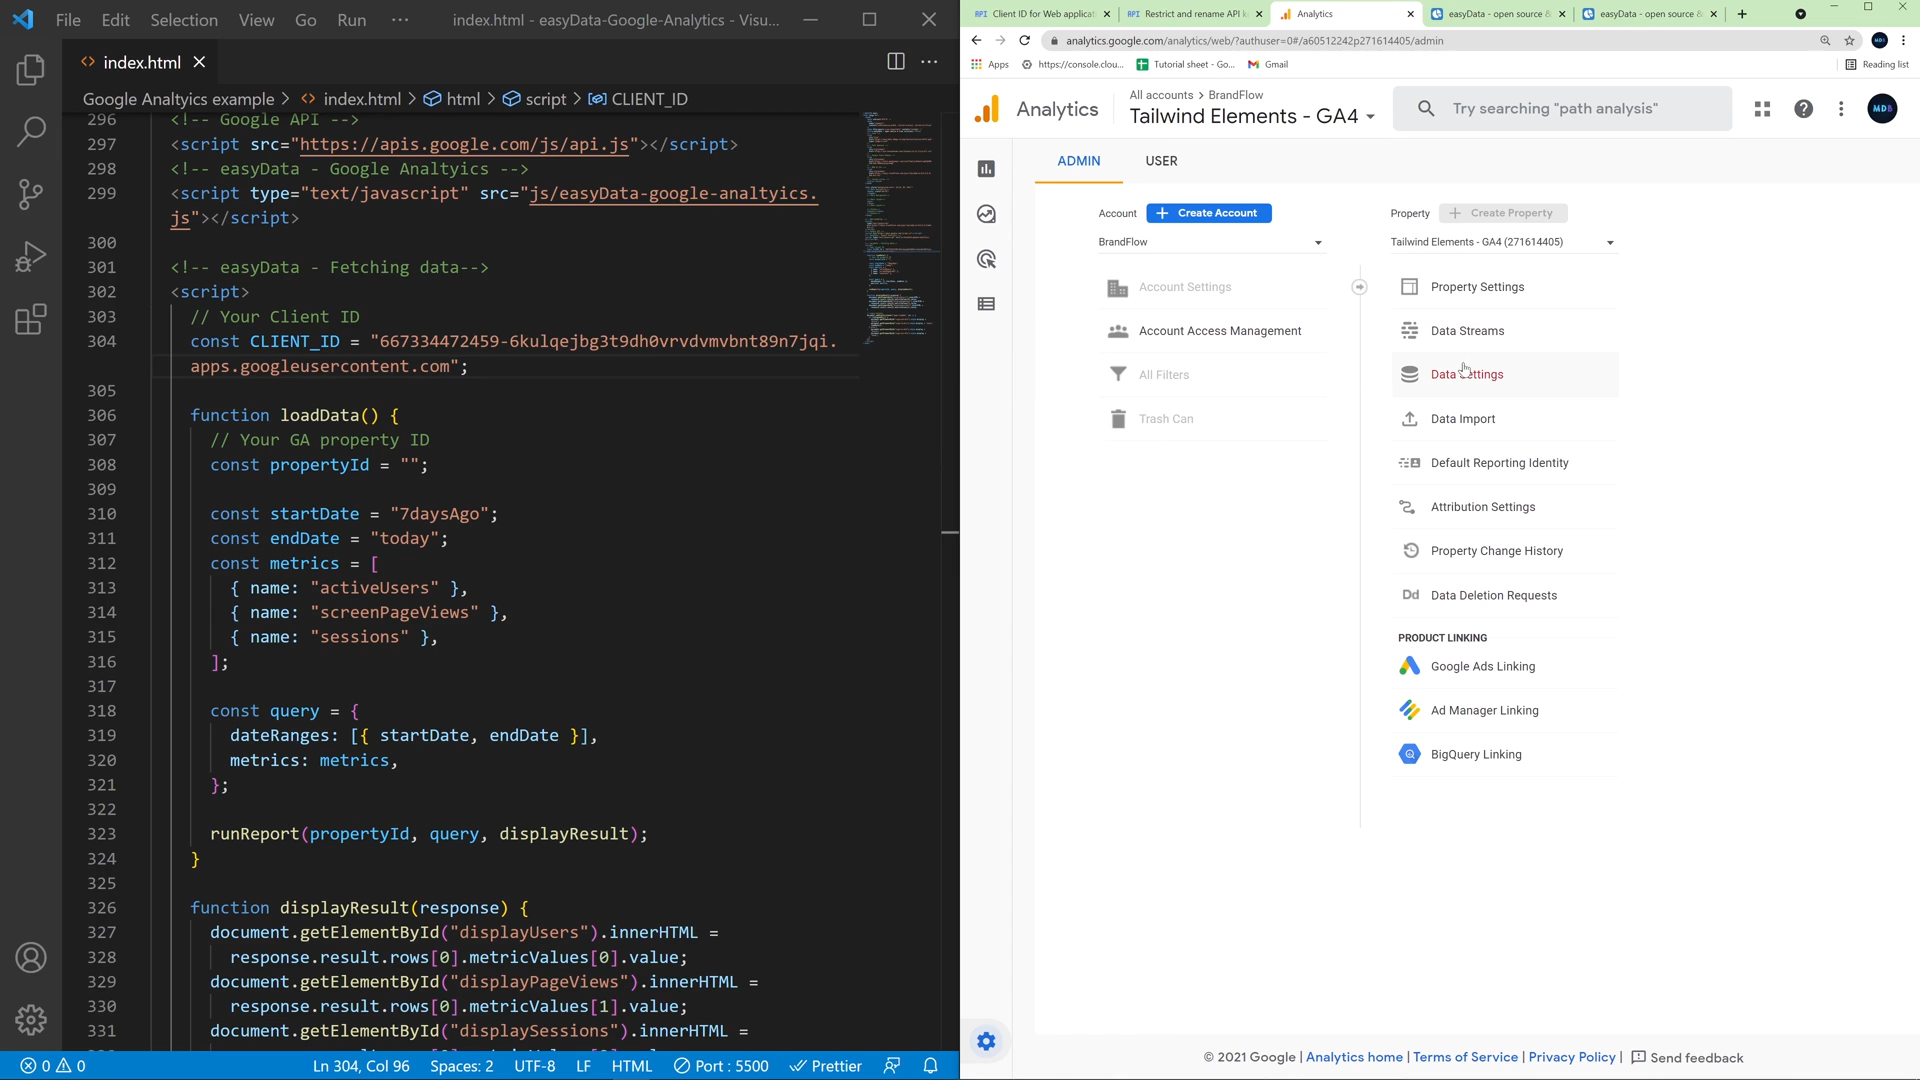 File Edit Selection View Go Run ··· index.html - easyData-Google-Analytics - Visu...
index.html
Google Analtyics example > index.html > html > script > CLIENT_ID
296 <!-- Google API -->
297 <script src="https://apis.google.com/js/api.js"></script>
298 <!-- easyData - Google Analtyics -->
299 <script type="text/javascript" src="js/easyData-google-analtyics.
js"></script>
300
301 <!-- easyData - Fetching data-->
302 <script>
303 // Your Client ID
304 const CLIENT_ID = "667334472459-6kulqejbg3t9dh0vrvdvmvbnt89n7jqi.
apps.googleusercontent.com";
305
306 function loadData() {
307 // Your GA property ID
308 const propertyId = "";
309
310 const startDate = "7daysAgo";
311 const endDate = "today";
312 const metrics = [
313 { name: "activeUsers" },
314 { name: "screenPageViews" },
315 { name: "sessions" },
316 ];
317
318 const query = {
319 dateRanges: [{ startDate, endDate }],
320 metrics: metrics,
321 };
322
323 runReport(propertyId, query, displayResult);
324 }
325
326 function displayResult(response) {
327 document.getElementById("displayUsers").innerHTML =
328 response.result.rows[0].metricValues[0].value;
329 document.getElementById("displayPageViews").innerHTML =
330 response.result.rows[0].metricValues[1].value;
331 document.getElementById("displaySessions").innerHTML =
0 0 Ln 304, Col 96 Spaces: 2 UTF-8 LF HTML Port : 5500 Prettier
API Client ID for Web applicat API Restrict and rename API k Analytics easyData - open source & easyData - open source &
analytics.google.com/analytics/web/?authuser=0#/a60512242p271614405/admin
Apps https://console.clou... Tutorial sheet - Go... Gmail Reading list
Analytics
All accounts > BrandFlow
Tailwind Elements - GA4
Try searching "path analysis"
MDB
ADMIN USER
Account + Create Account
BrandFlow
Account Settings
Account Access Management
All Filters
Trash Can
Property + Create Property
Tailwind Elements - GA4 (271614405)
Property Settings
Data Streams
Data Settings
Data Import
Default Reporting Identity
Attribution Settings
Property Change History
Dd Data Deletion Requests
PRODUCT LINKING
Google Ads Linking
Ad Manager Linking
BigQuery Linking
© 2021 Google | Analytics home | Terms of Service | Privacy Policy | Send feedback